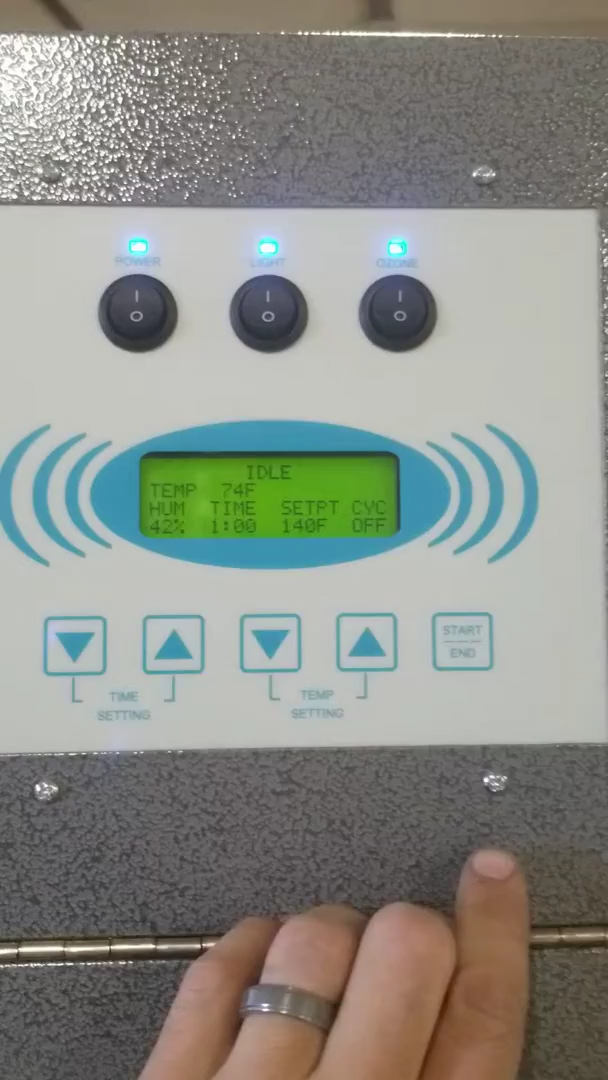 POWER LIGHT OZONE
IDLE
TEMP 74F
HUM TIME SETPT CYC
42% 1:00 140F OFF
START
END
TIME
SETTING
TEMP
SETTING